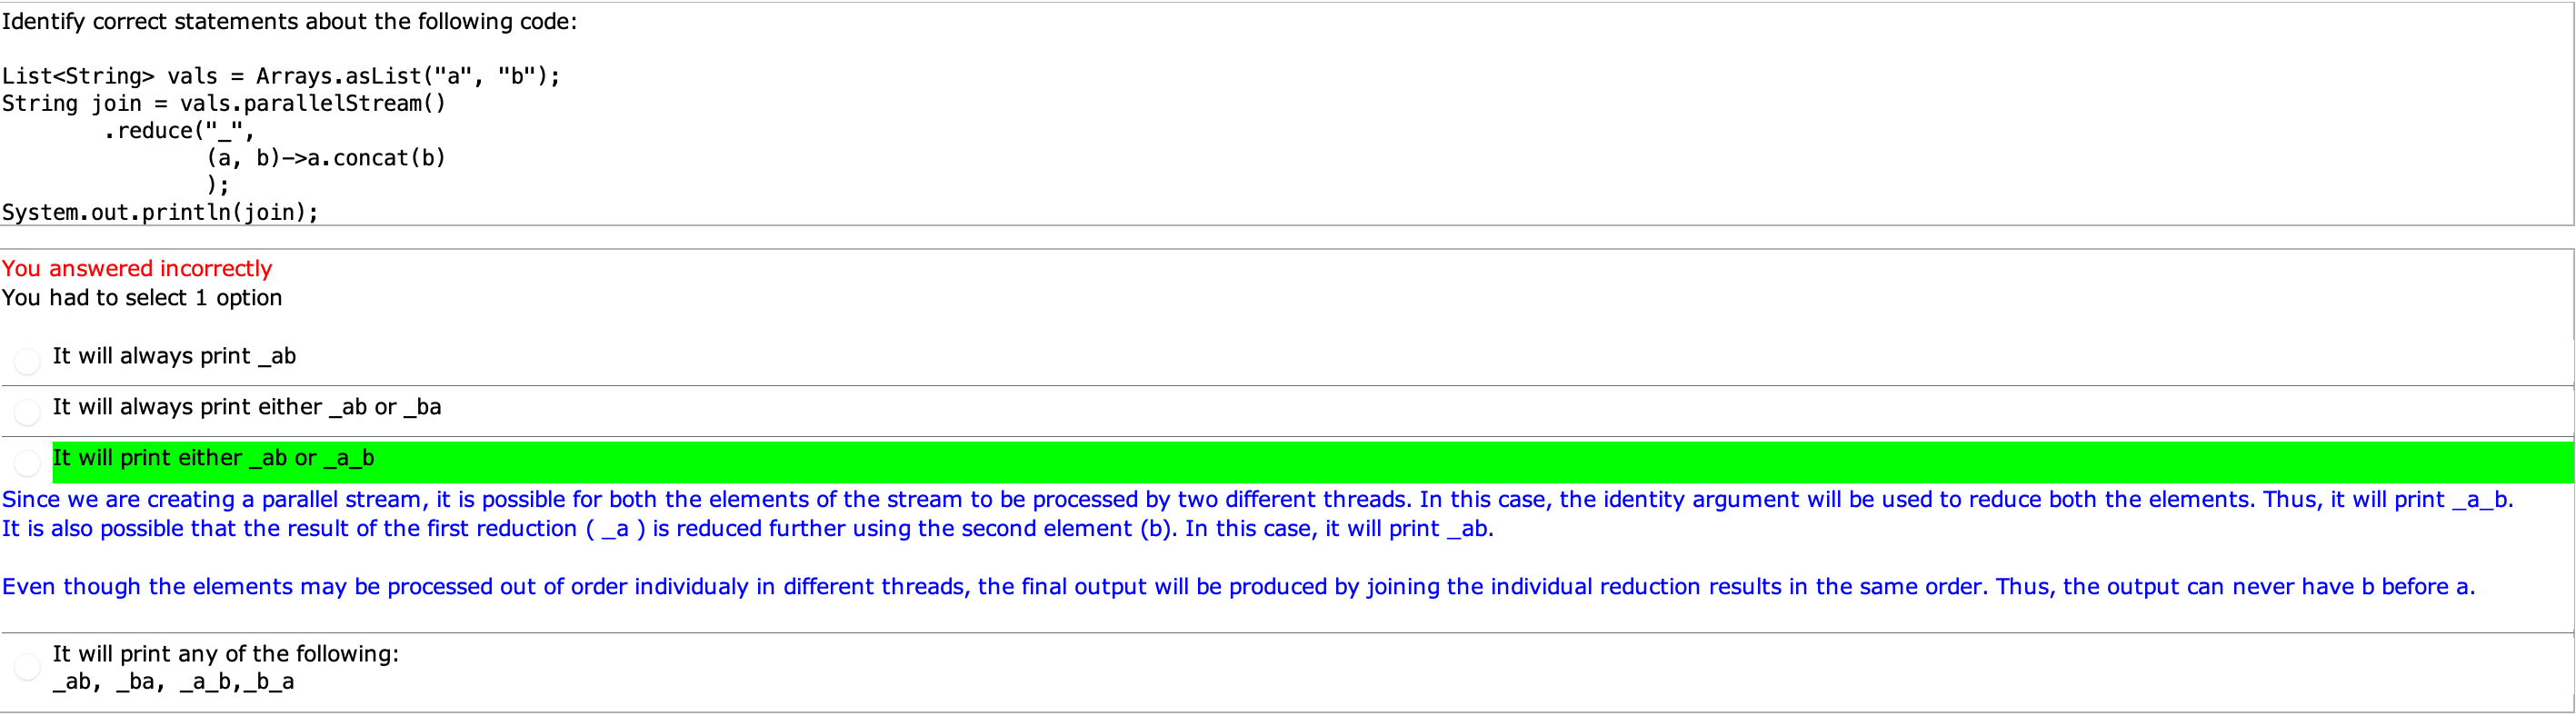 Identify correct statements about the following code:
List<String> vals = Arrays.asList("a", "b");
String join = vals.parallelStream()
.reduce("_",
(a, b)->a.concat(b)
);
System.out.println(join);
You answered incorrectly
You had to select 1 option
It will always print _ab
It will always print either _ab or _ba
It will print either _ab or _a_b
Since we are creating a parallel stream, it is possible for both the elements of the stream to be processed by two different threads. In this case, the identity argument will be used to reduce both the elements. Thus, it will print _a_b.
It is also possible that the result of the first reduction ( _a ) is reduced further using the second element (b). In this case, it will print _ab.
Even though the elements may be processed out of order individualy in different threads, the final output will be produced by joining the individual reduction results in the same order. Thus, the output can never have b before a.
It will print any of the following:
_ab, _ba, _a_b,_b_a